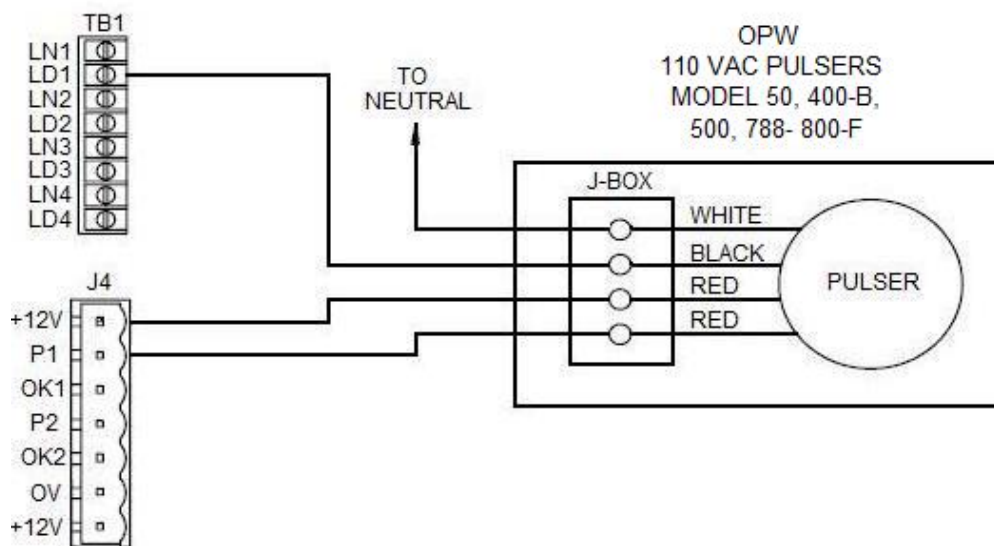 TB1
LN1
LD1
LN2
LD2
LN3
LD3
LN4
LD4
TO
NEUTRAL
OPW
110 VAC PULSERS
MODEL 50, 400-B,
500, 788- 800-F
J-BOX
WHITE
BLACK
RED
RED
PULSER
J4
+12V
P1
OK1
P2
OK2
OV
+12V